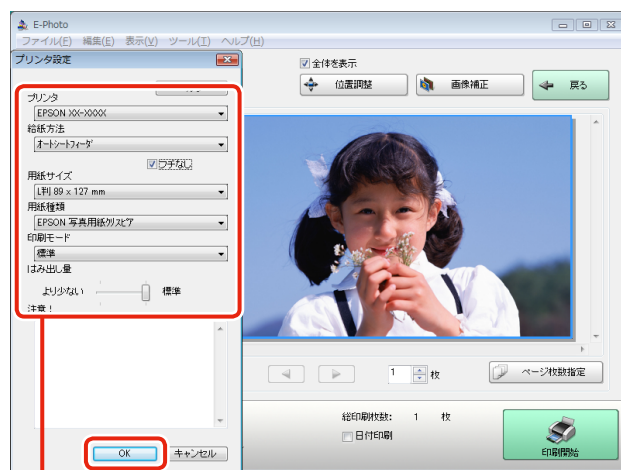 E-Photo
ファイル(F) 編集(E) 表示(V) ツール(T) ヘルプ(H)
プリンタ設定
プリンタ
EPSON XX-XXXX
給紙方法
オートシートフィーダ
フチなし
用紙サイズ
L判 89 x 127 mm
用紙種類
EPSON 写真用紙クリスピア
印刷モード
標準
はみ出し量
より少ない 標準
注意！
OK キャンセル
全体を表示
位置調整 画像補正 戻る
1 枚 ページ枚数指定
総印刷枚数: 1 枚
日付印刷
印刷開始